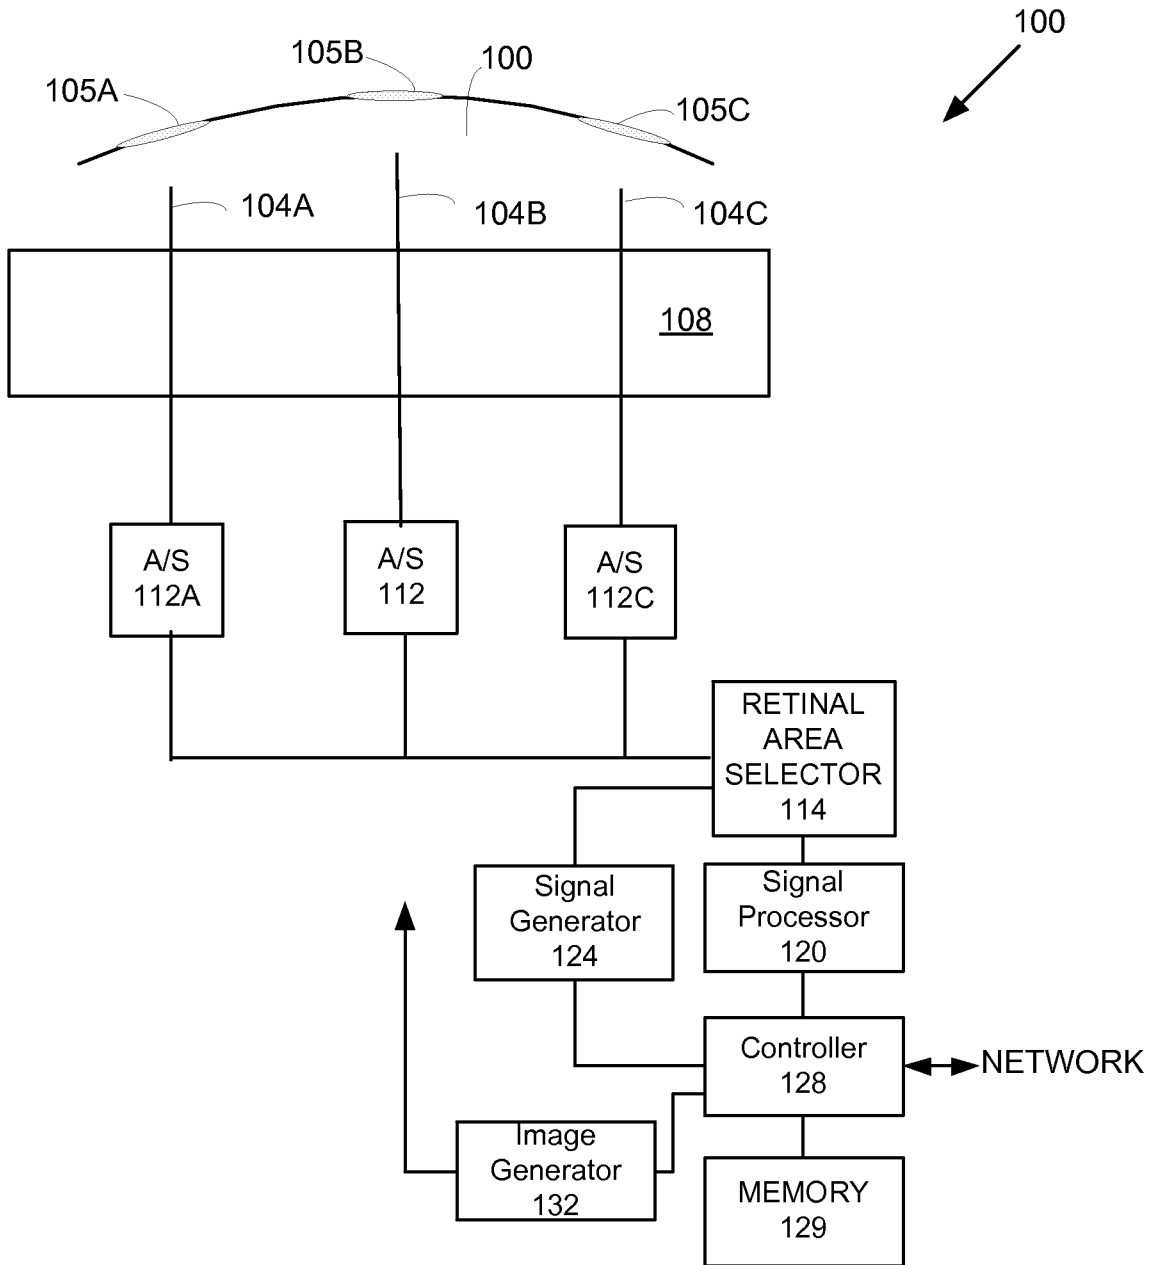 100
105B
100
105A
105C
104A
104B
104C
108
A/S
112A
A/S
112
A/S
112C
RETINAL
AREA
SELECTOR
114
Signal
Generator
124
Signal
Processor
120
Controller
128
NETWORK
Image
Generator
132
MEMORY
129